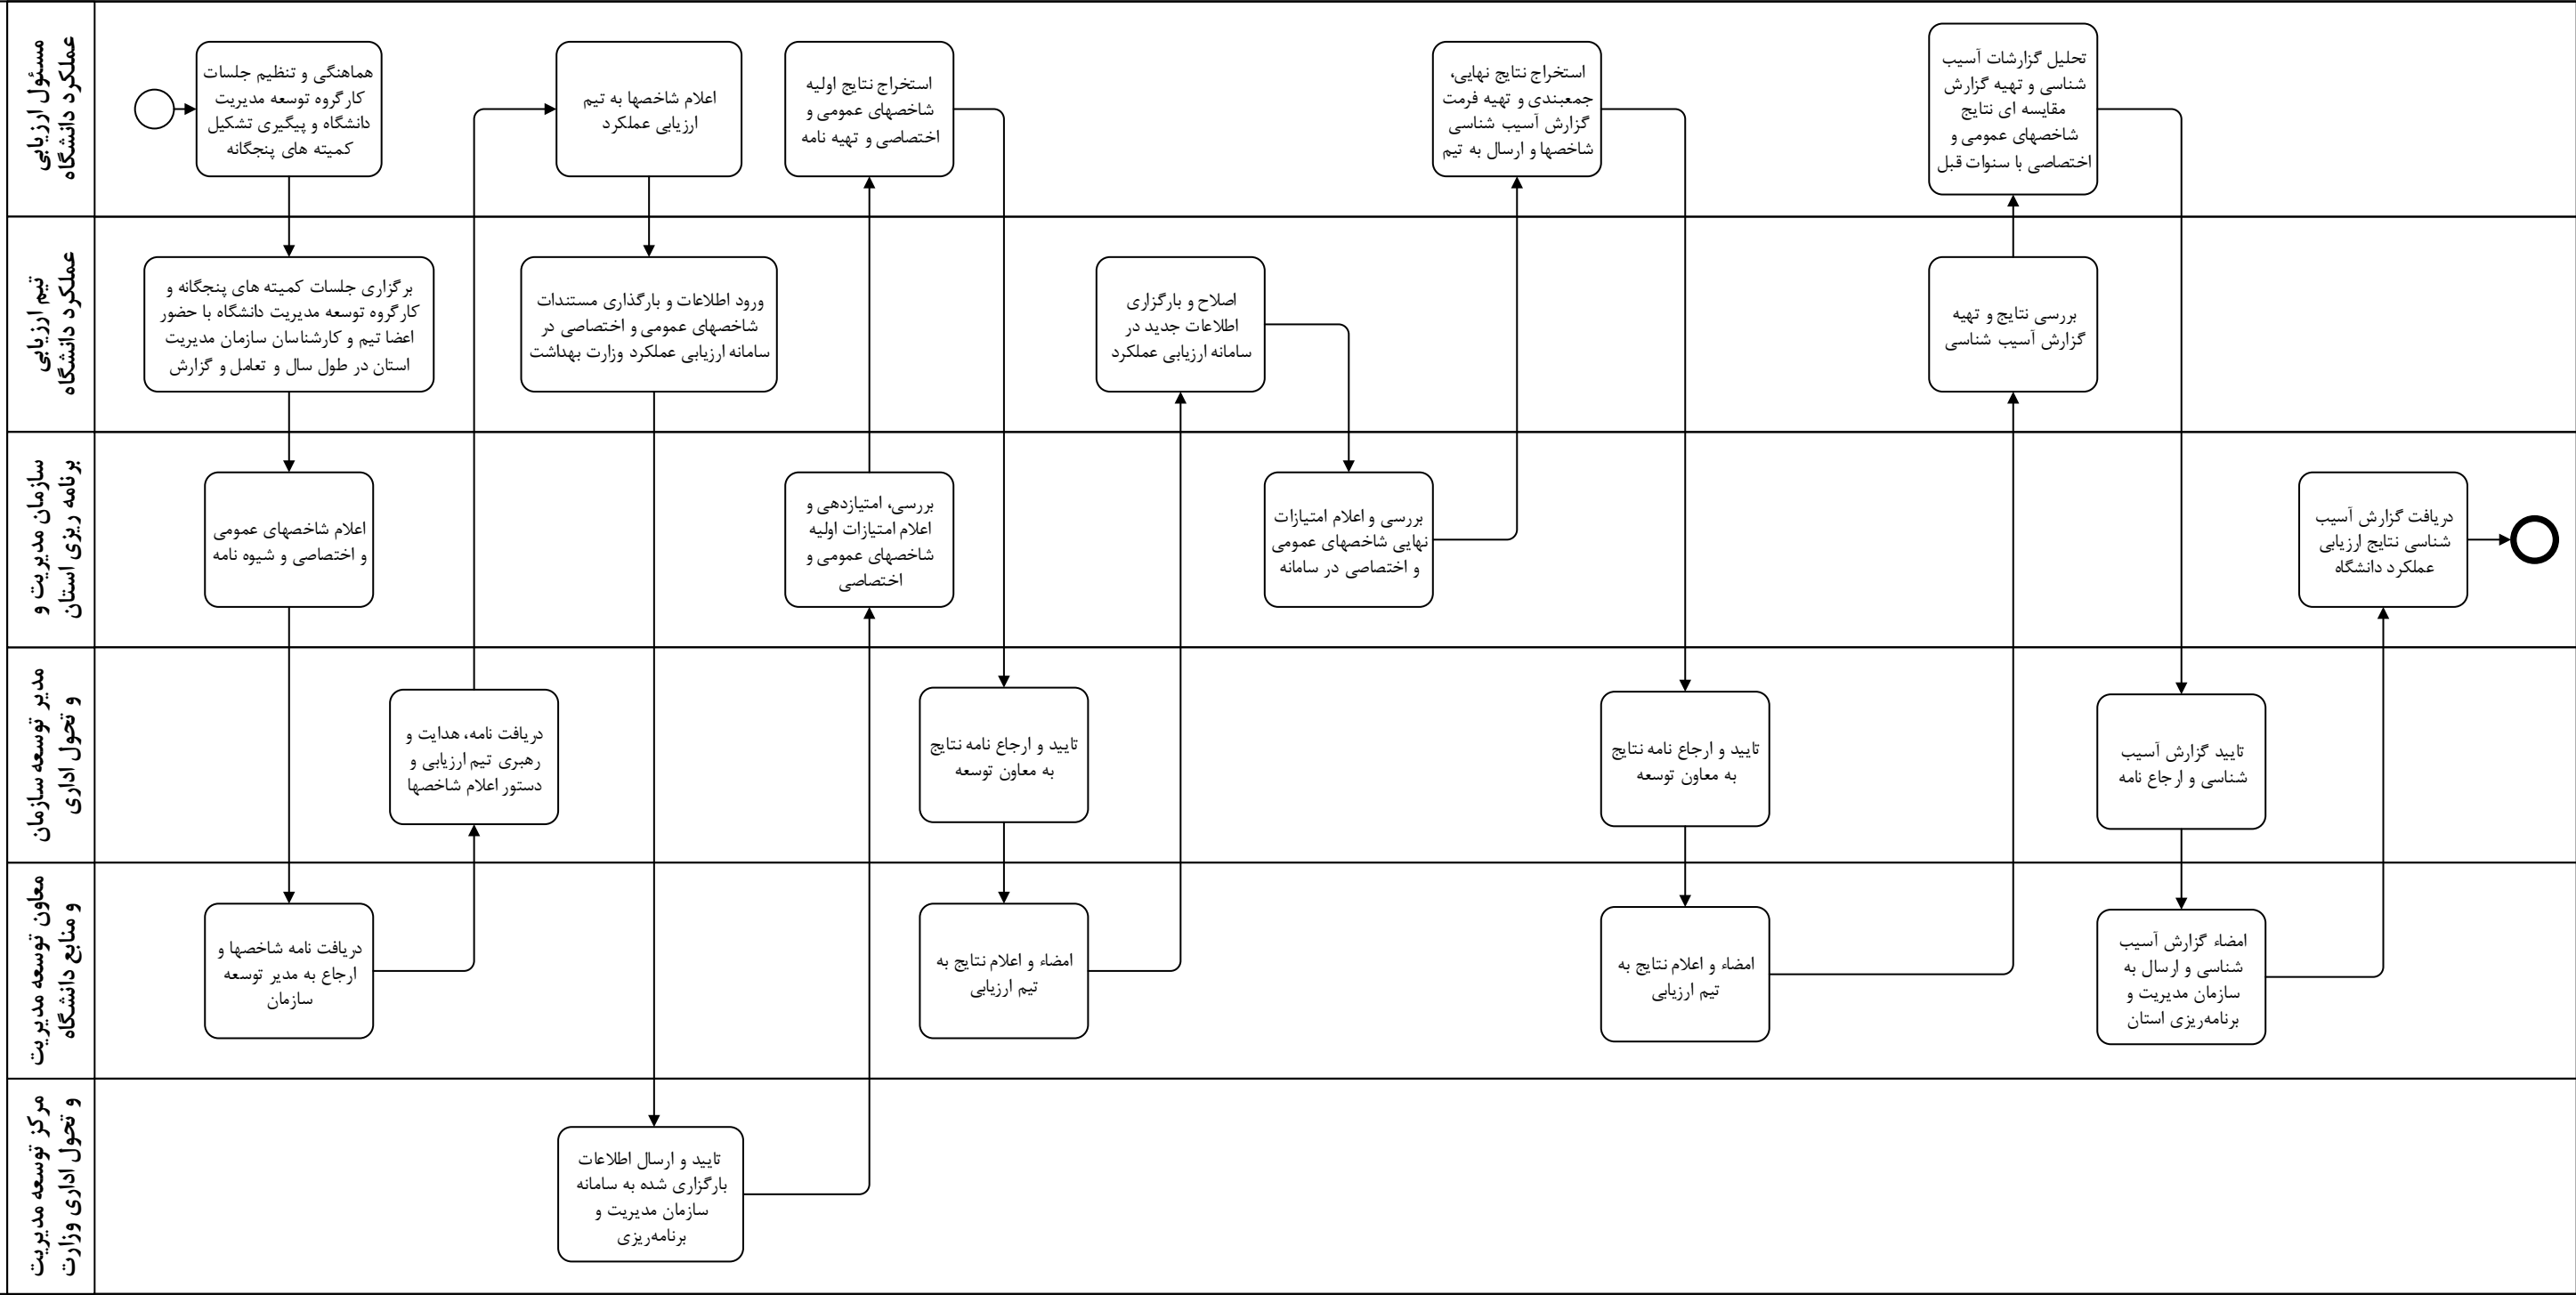 مسئول ارزیابی
عملکرد دانشگاه
هماهنگی و تنظیم جلسات
کارگروه توسعه مدیریت
دانشگاه و پیگیری تشکیل
کمیته های پنجگانه
اعلام شاخصها به تیم
ارزیابی عملکرد
استخراج نتایج اولیه
شاخصهای عمومی و
اختصاصی و تهیه نامه
استخراج نتایج نهایی،
جمعبندی و تهیه فرمت
گزارش آسیب شناسی
شاخصها و ارسال به تیم
تحلیل گزارشات آسیب
شناسی و تهیه گزارش
مقایسه ای نتایج
شاخصهای عمومی و
اختصاصی با سنوات قبل
تیم ارزیابی
عملکرد دانشگاه
برگزاری جلسات کمیته های پنجگانه و
کارگروه توسعه مدیریت دانشگاه با حضور
اعضا تیم و کارشناسان سازمان مدیریت
استان در طول سال و تعامل و گزارش
ورود اطلاعات و بارگذاری مستندات
شاخصهای عمومی و اختصاصی در
سامانه ارزیابی عملکرد وزارت بهداشت
اصلاح و بارگزاری
اطلاعات جدید در
سامانه ارزیابی عملکرد
بررسی نتایج و تهیه
گزارش آسیب شناسی
سازمان مدیریت و
برنامه ریزی استان
اعلام شاخصهای عمومی
و اختصاصی و شیوه نامه
بررسی، امتیازدهی و
اعلام امتیازات اولیه
شاخصهای عمومی و
اختصاصی
بررسی و اعلام امتیازات
نهایی شاخصهای عمومی
و اختصاصی در سامانه
دریافت گزارش آسیب
شناسی نتایج ارزیابی
عملکرد دانشگاه
مدیر توسعه سازمان
و تحول اداری
دریافت نامه، هدایت و
رهبری تیم ارزیابی و
دستور اعلام شاخصها
تایید و ارجاع نامه نتایج
به معاون توسعه
تایید و ارجاع نامه نتایج
به معاون توسعه
تایید گزارش آسیب
شناسی و ارجاع نامه
معاون توسعه مدیریت
و منابع دانشگاه
دریافت نامه شاخصها و
ارجاع به مدیر توسعه
سازمان
امضاء و اعلام نتایج به
تیم ارزیابی
امضاء و اعلام نتایج به
تیم ارزیابی
امضاء گزارش آسیب
شناسی و ارسال به
سازمان مدیریت و
برنامه‌ریزی استان
مرکز توسعه مدیریت
و تحول اداری وزارت
تایید و ارسال اطلاعات
بارگزاری شده به سامانه
سازمان مدیریت و
برنامه‌ریزی